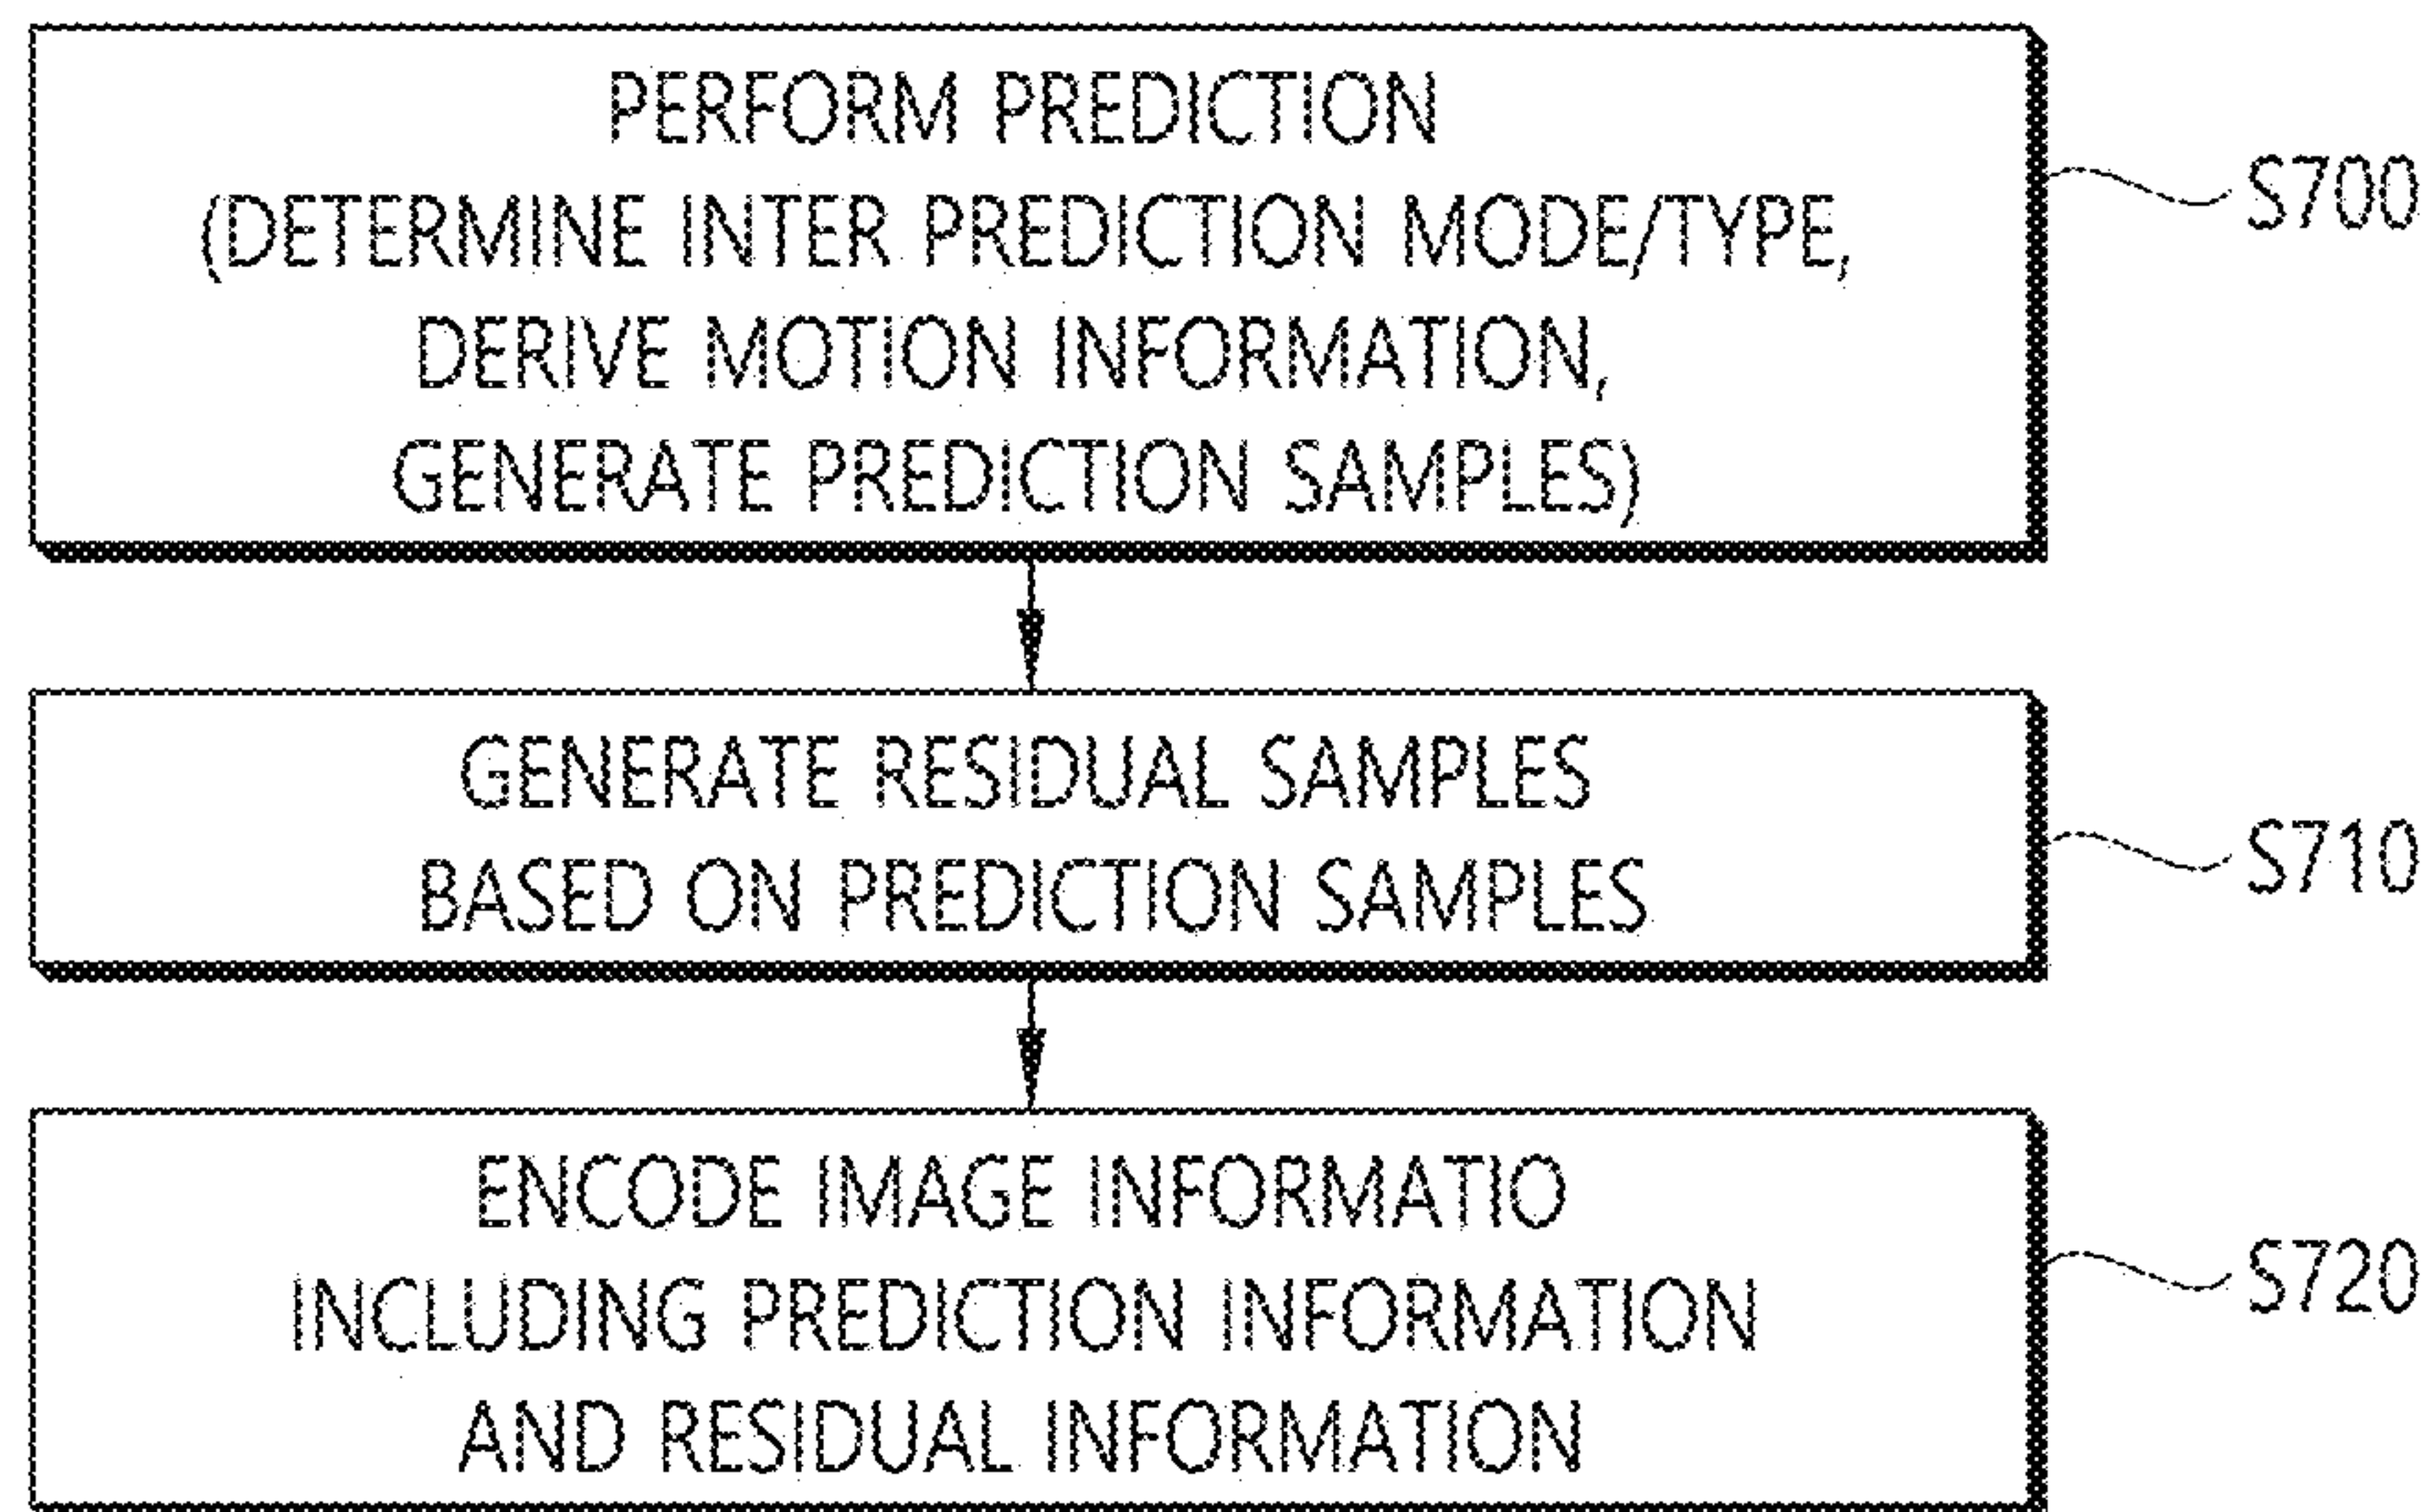 PERFORM PREDICTION
(DETERMINE INTER PREDICTION MODE/TYPE,
DERIVE MOTION INFORMATION,
GENERATE PREDICTION SAMPLES)
S700
GENERATE RESIDUAL SAMPLES
BASED ON PREDICTION SAMPLES
S710
ENCODE IMAGE INFORMATIO
INCLUDING PREDICTION INFORMATION
AND RESIDUAL INFORMATION
S720